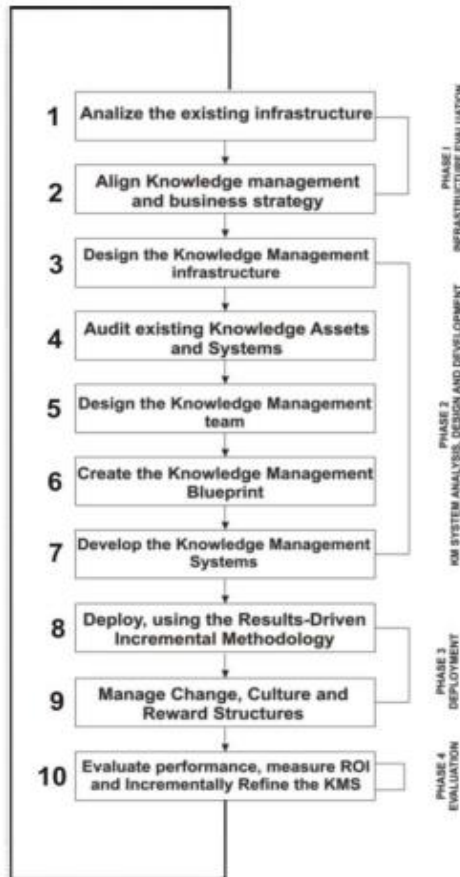 1 Analize the existing infrastructure
2 Align Knowledge management
and business strategy
3 Design the Knowledge Management
infrastructure
4 Audit existing Knowledge Assets
and Systems
5 Design the Knowledge Management
team
6 Create the Knowledge Management
Blueprint
7 Develop the Knowledge Management
Systems
8 Deploy, using the Results-Driven
Incremental Methodology
9 Manage Change, Culture and
Reward Structures
10 Evaluate performance, measure ROI
and Incrementally Refine the KMS
PHASE I
INFRASTRUCTURE EVALUATION
PHASE 2
KM SYSTEM ANALYSIS, DESIGN AND DEVELOPMENT
PHASE 3
DEPLOYMENT
PHASE 4
EVALUATION